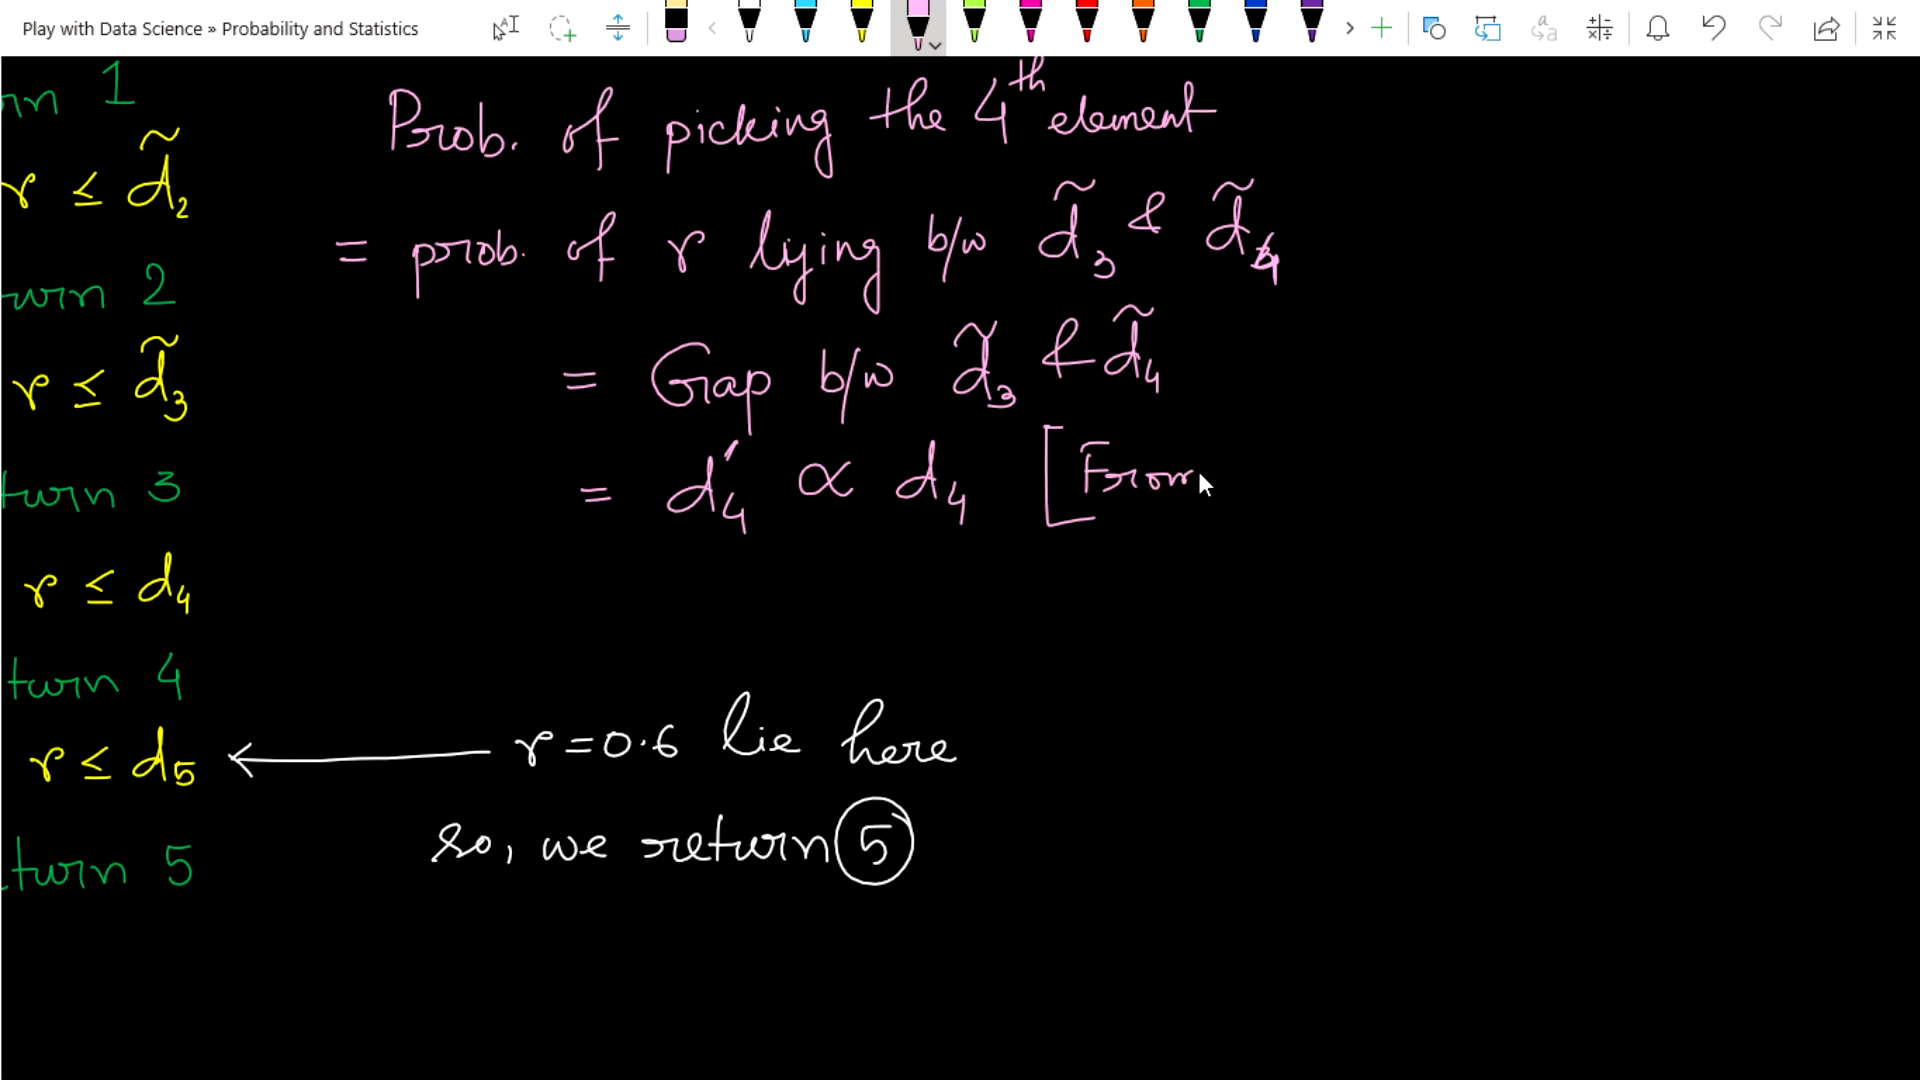 Play with Data Science » Probability and Statistics
rn 1
r ≤ d̃₂
urn 2
r ≤ d̃₃
turn 3
r ≤ d₄
turn 4
r ≤ d₅
turn 5
Prob. of picking the 4th element
= prob. of r lying b/w d̃₃ & d̃₄
= Gap b/w d̃₃ & d̃₄
= d'₄ ∝ d₄ [From
r=0.6 lie here
so, we return 5